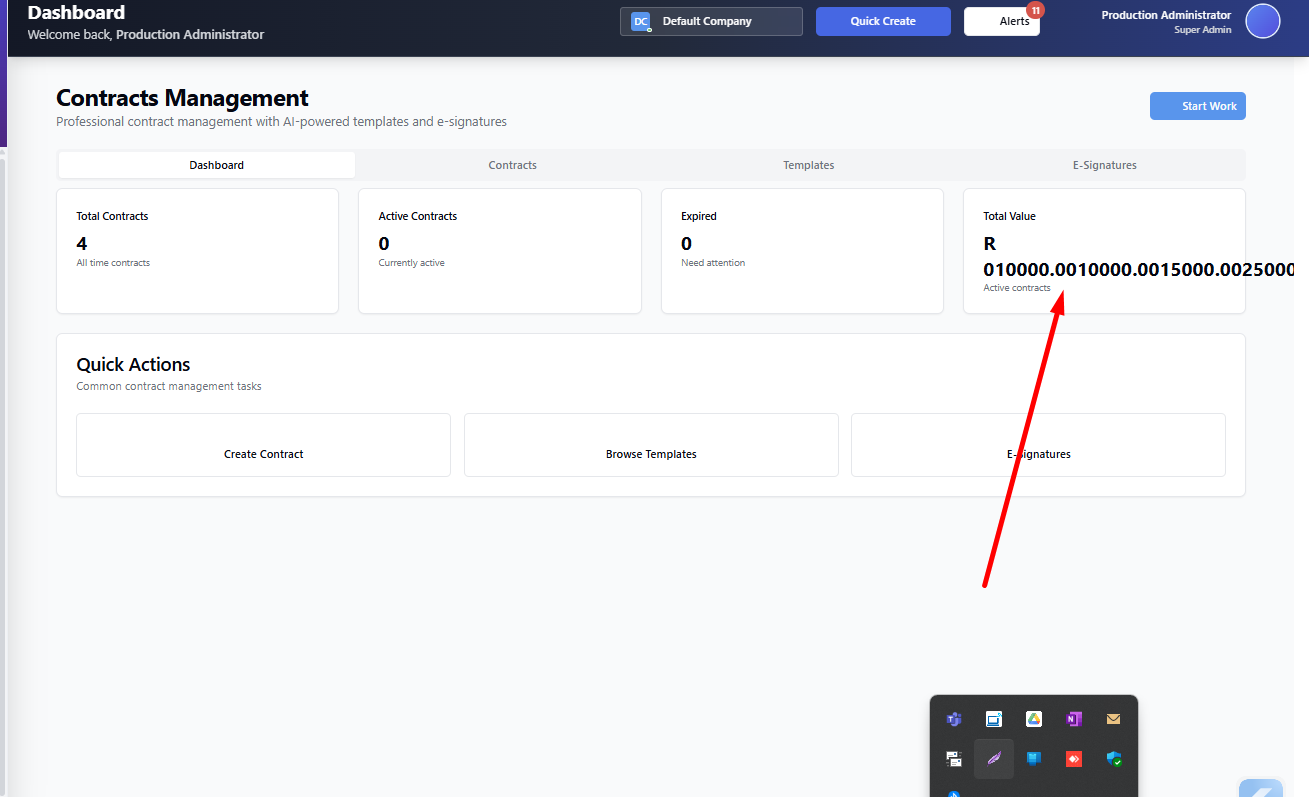 Dashboard
Welcome back, Production Administrator
DC Default Company
Quick Create
Alerts
11
Production Administrator
Super Admin
Contracts Management
Professional contract management with AI-powered templates and e-signatures
Start Work
Dashboard
Contracts
Templates
E-Signatures
Total Contracts
4
All time contracts
Active Contracts
0
Currently active
Expired
0
Need attention
Total Value
R
010000.0010000.0015000.0025000
Active contracts
Quick Actions
Common contract management tasks
Create Contract
Browse Templates
E-Signatures